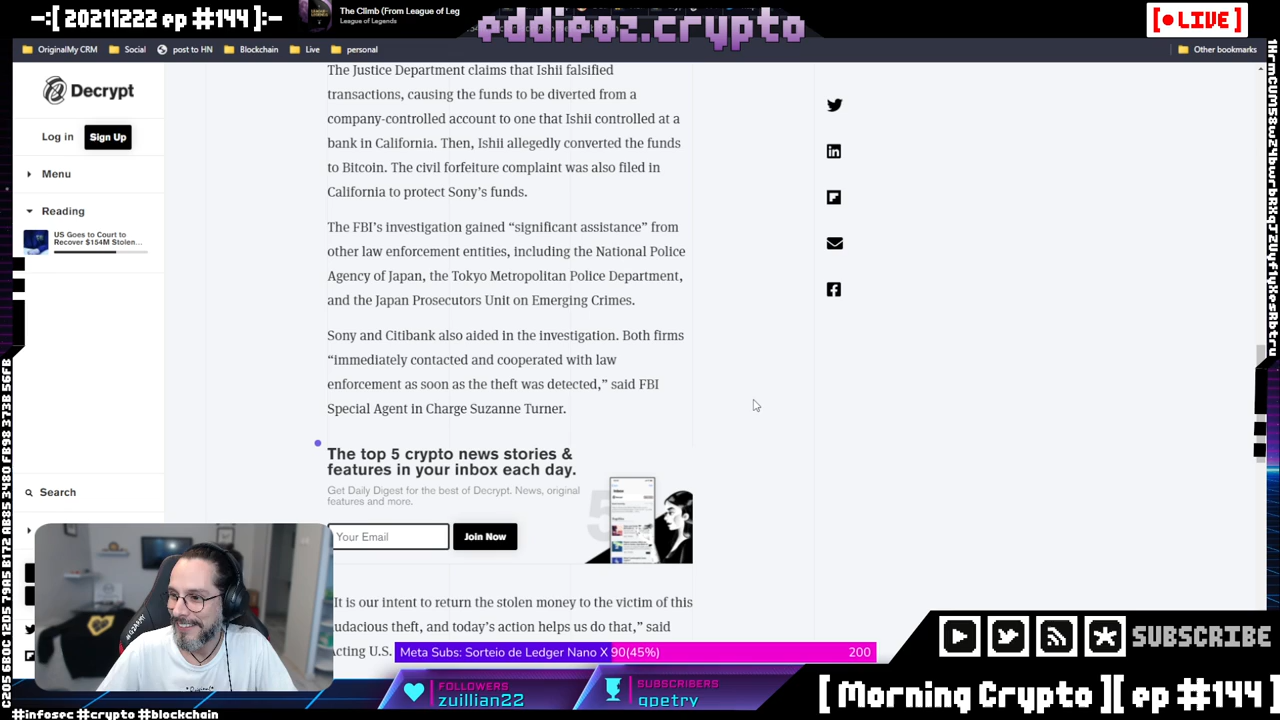 -:[ 20211222 ep #144 ]:-
The Climb (From League of Leg
League of Legends
eddieoz.crypto
[ LIVE ]
OriginalMy CRM
Social
post to HN
Blockchain
Live
personal
Other bookmarks
Decrypt
Log in
Sign Up
Menu
Reading
US Goes to Court to
Recover $154M Stolen...
Search
The Justice Department claims that Ishii falsified
transactions, causing the funds to be diverted from a
company-controlled account to one that Ishii controlled at a
bank in California. Then, Ishii allegedly converted the funds
to Bitcoin. The civil forfeiture complaint was also filed in
California to protect Sony’s funds.
The FBI’s investigation gained “significant assistance” from
other law enforcement entities, including the National Police
Agency of Japan, the Tokyo Metropolitan Police Department,
and the Japan Prosecutors Unit on Emerging Crimes.
Sony and Citibank also aided in the investigation. Both firms
“immediately contacted and cooperated with law
enforcement as soon as the theft was detected,” said FBI
Special Agent in Charge Suzanne Turner.
The top 5 crypto news stories &
features in your inbox each day.
Get Daily Digest for the best of Decrypt. News, original
features and more.
Your Email
Join Now
It is our intent to return the stolen money to the victim of this
audacious theft, and today’s action helps us do that,” said
Acting U.S.
Meta Subs: Sorteio de Ledger Nano X 90(45%)
200
FOLLOWERS
zuillian22
SUBSCRIBERS
gpetry
SUBSCRIBE
[ Morning Crypto ][ ep #144 ]
#infosec #crypto #blockchain